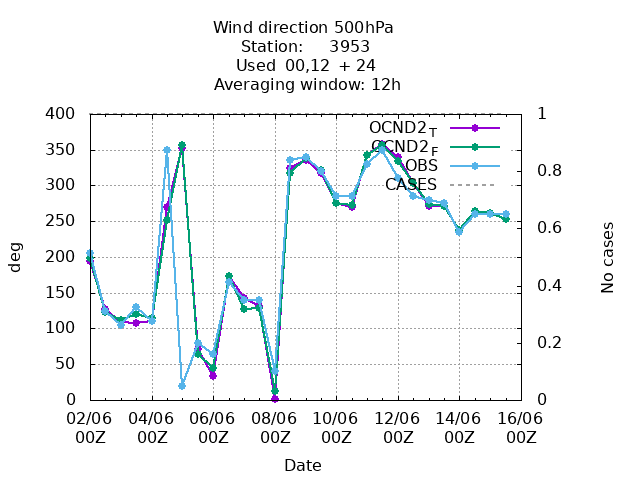 Wind direction 500hPa
Station: 3953
Used 00,12 + 24
Averaging window: 12h
400
350
300
250
200
150
100
50
0
1
0.8
0.6
0.4
0.2
0
deg
No cases
OCND2_T
OCND2_F
OBS
CASES
02/06 04/06 06/06 08/06 10/06 12/06 14/06 16/06
00Z 00Z 00Z 00Z 00Z 00Z 00Z 00Z
Date